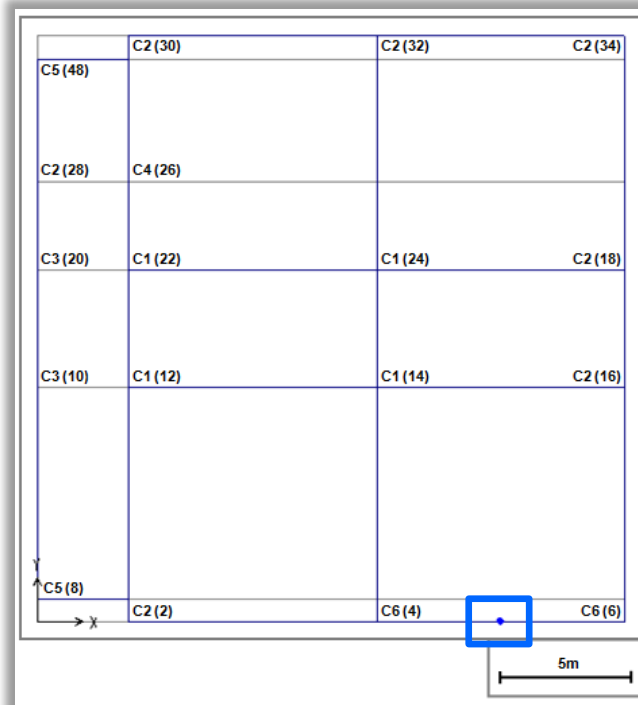 C2 (30) C2 (32) C2 (34)
C5 (48)
C2 (28) C4 (26)
C3 (20) C1 (22) C1 (24) C2 (18)
C3 (10) C1 (12) C1 (14) C2 (16)
Y
C5 (8)
C2 (2) C6 (4) C6 (6)
X
5m